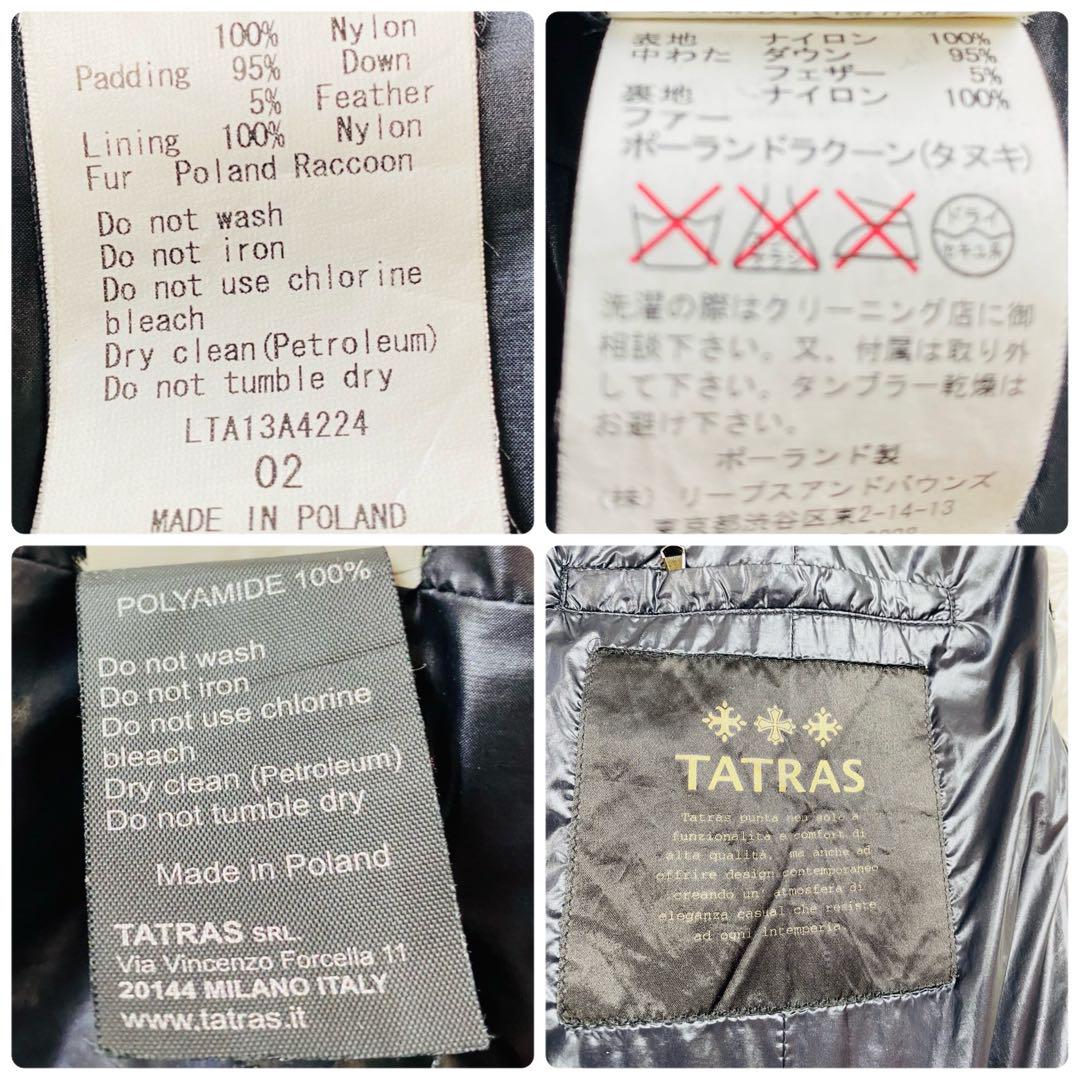 100% Nylon
Padding 95% Down
5% Feather
Lining 100% Nylon
Fur Poland Raccoon
Do not wash
Do not iron
Do not use chlorine
bleach
Dry clean(Petroleum)
Do not tumble dry
LTA13A4224
02
MADE IN POLAND
表地 ナイロン 100%
中わた ダウン 95%
フェザー 5%
裏地 ナイロン 100%
ファー
ポーランドラクーン(タヌキ)
ドライ
セキユ系
洗濯の際はクリーニング店に御
相談下さい。又、付属は取り外
して下さい。タンブラー乾燥は
お避け下さい。
ポーランド製
(株) リープスアンドバウンズ
東京都渋谷区東2-14-13
POLYAMIDE 100%
Do not wash
Do not iron
Do not use chlorine
bleach
Dry clean (Petroleum)
Do not tumble dry
Made in Poland
TATRAS SRL
Via Vincenzo Forcella 11
20144 MILANO ITALY
www.tatras.it
TATRAS
Tatras punta non solo a
funzionalità e comfort di
alta qualità, ma anche ad
offrire design contemporaneo
creando un' atmosfera di
eleganza casual che resiste
ad ogni intemperia